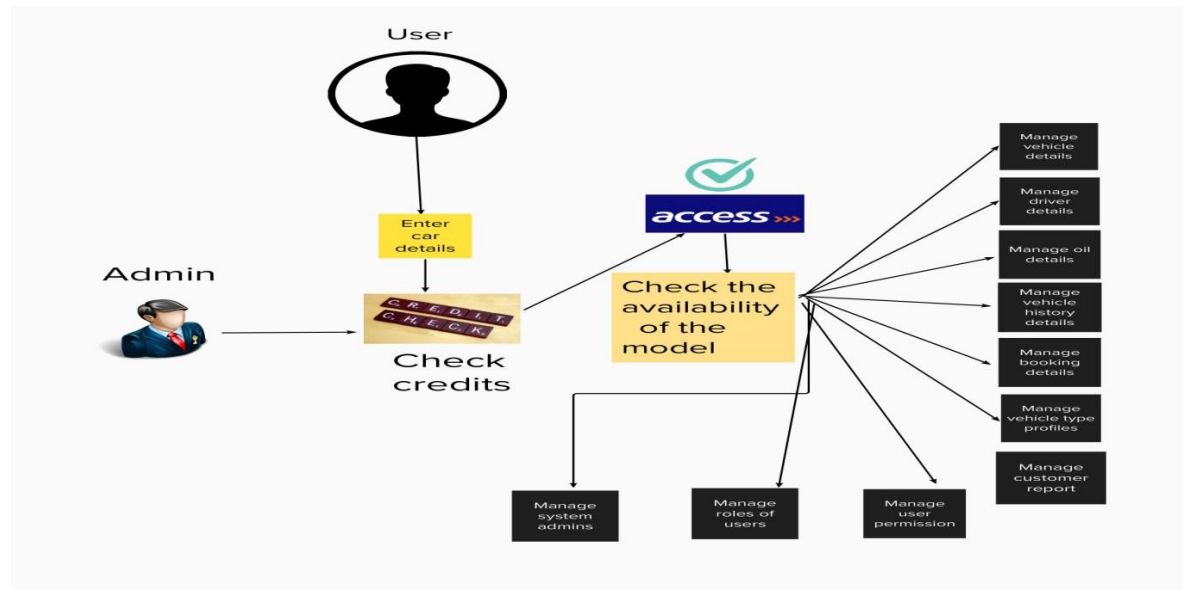 User
Enter
car
details
Admin
CREDIT
CHECK
Check
credits
access >>>
Check the
availability
of the
model
Manage
vehicle
details
Manage
driver
details
Manage oil
details
Manage
vehicle
history
details
Manage
booking
details
Manage
vehicle type
profiles
Manage
customer
report
Manage
system
admins
Manage
roles of
users
Manage
user
permission